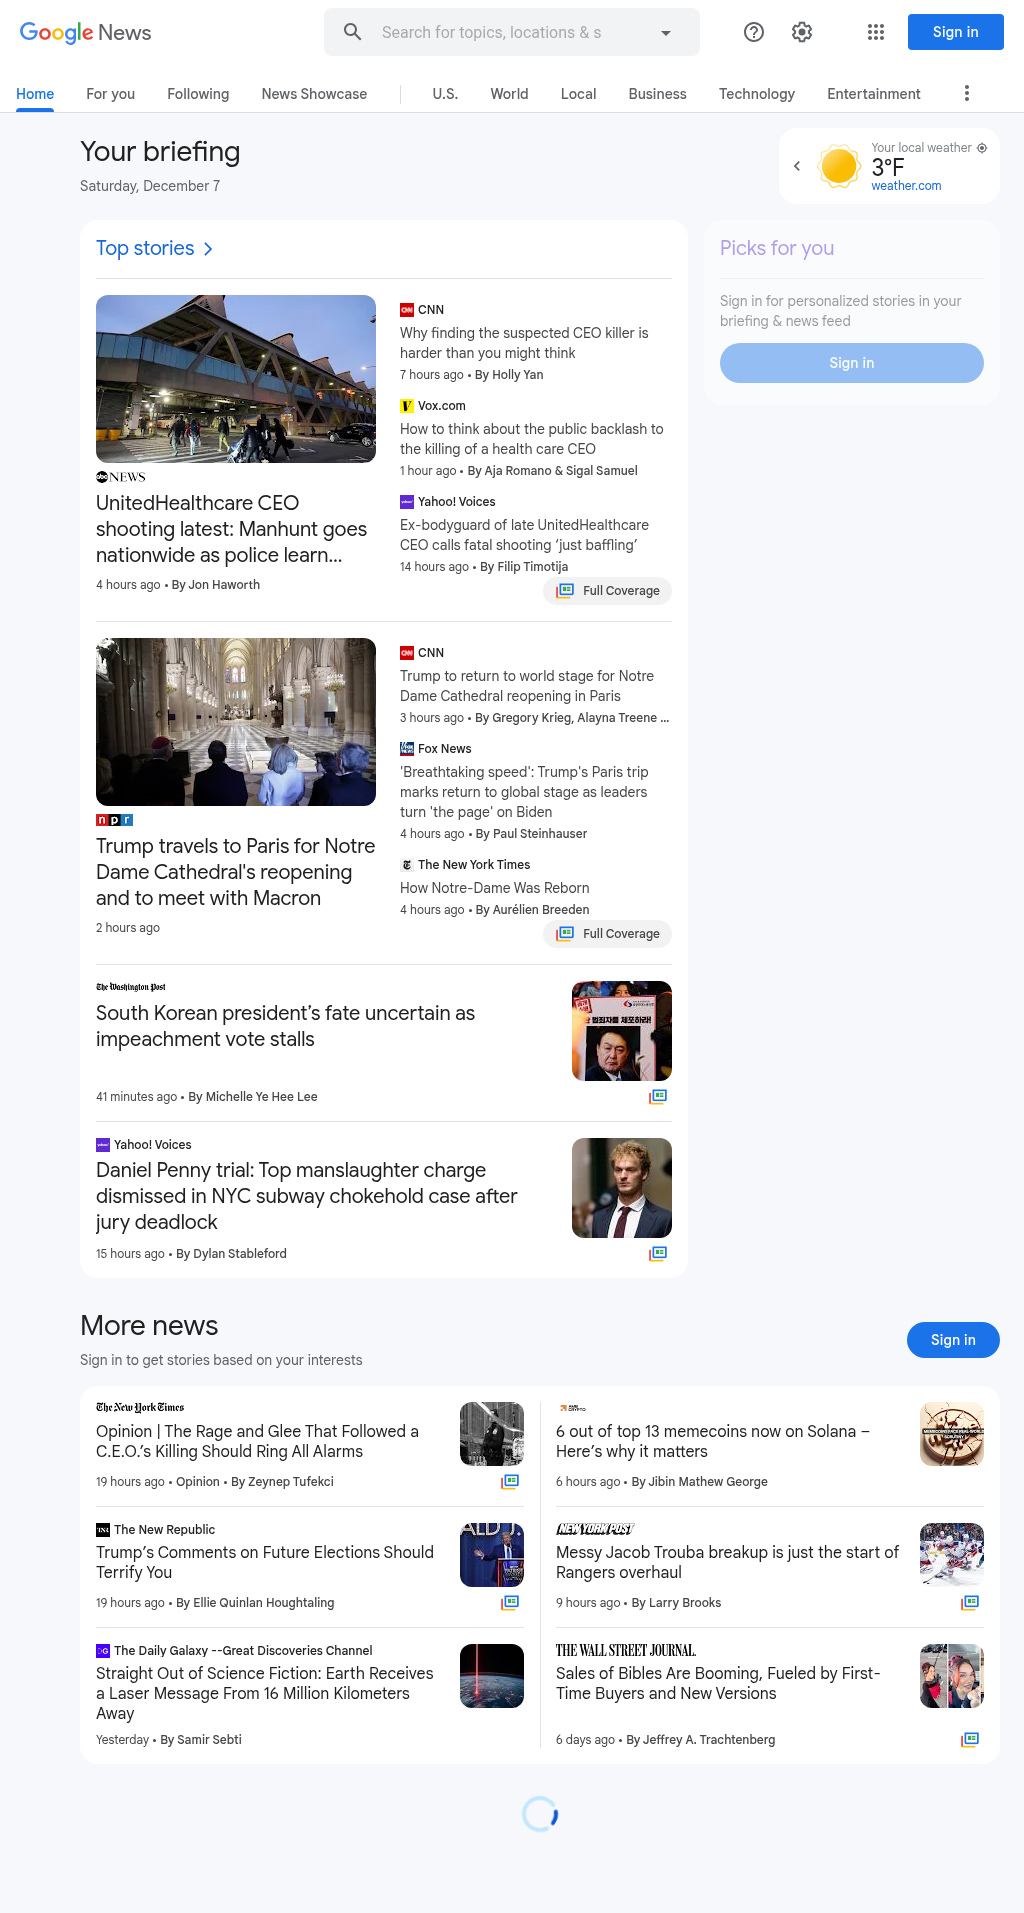 Google News
Search for topics, locations & s
Sign in
Home
For you
Following
News Showcase
U.S.
World
Local
Business
Technology
Entertainment
Your briefing
Saturday, December 7
Your local weather
3°F
weather.com
Top stories
Picks for you
Sign in for personalized stories in your
briefing & news feed
Sign in
abc NEWS
UnitedHealthcare CEO
shooting latest: Manhunt goes
nationwide as police learn...
4 hours ago • By Jon Haworth
CNN
Why finding the suspected CEO killer is
harder than you might think
7 hours ago • By Holly Yan
Vox.com
How to think about the public backlash to
the killing of a health care CEO
1 hour ago • By Aja Romano & Sigal Samuel
Yahoo! Voices
Ex-bodyguard of late UnitedHealthcare
CEO calls fatal shooting ‘just baffling’
14 hours ago • By Filip Timotija
Full Coverage
npr
Trump travels to Paris for Notre
Dame Cathedral's reopening
and to meet with Macron
2 hours ago
CNN
Trump to return to world stage for Notre
Dame Cathedral reopening in Paris
3 hours ago • By Gregory Krieg, Alayna Treene ...
Fox News
'Breathtaking speed': Trump's Paris trip
marks return to global stage as leaders
turn 'the page' on Biden
4 hours ago • By Paul Steinhauser
The New York Times
How Notre-Dame Was Reborn
4 hours ago • By Aurélien Breeden
Full Coverage
The Washington Post
South Korean president’s fate uncertain as
impeachment vote stalls
41 minutes ago • By Michelle Ye Hee Lee
범죄자를 체포하라!
Yahoo! Voices
Daniel Penny trial: Top manslaughter charge
dismissed in NYC subway chokehold case after
jury deadlock
15 hours ago • By Dylan Stableford
More news
Sign in to get stories based on your interests
Sign in
The New York Times
Opinion | The Rage and Glee That Followed a
C.E.O.’s Killing Should Ring All Alarms
19 hours ago • Opinion • By Zeynep Tufekci
6 out of top 13 memecoins now on Solana –
Here’s why it matters
6 hours ago • By Jibin Mathew George
MEMECOINS FACE REAL-WORLD
SCRUTINY
The New Republic
Trump’s Comments on Future Elections Should
Terrify You
19 hours ago • By Ellie Quinlan Houghtaling
ALD J.
NEW YORK POST
Messy Jacob Trouba breakup is just the start of
Rangers overhaul
9 hours ago • By Larry Brooks
The Daily Galaxy --Great Discoveries Channel
Straight Out of Science Fiction: Earth Receives
a Laser Message From 16 Million Kilometers
Away
Yesterday • By Samir Sebti
THE WALL STREET JOURNAL.
Sales of Bibles Are Booming, Fueled by First-
Time Buyers and New Versions
6 days ago • By Jeffrey A. Trachtenberg